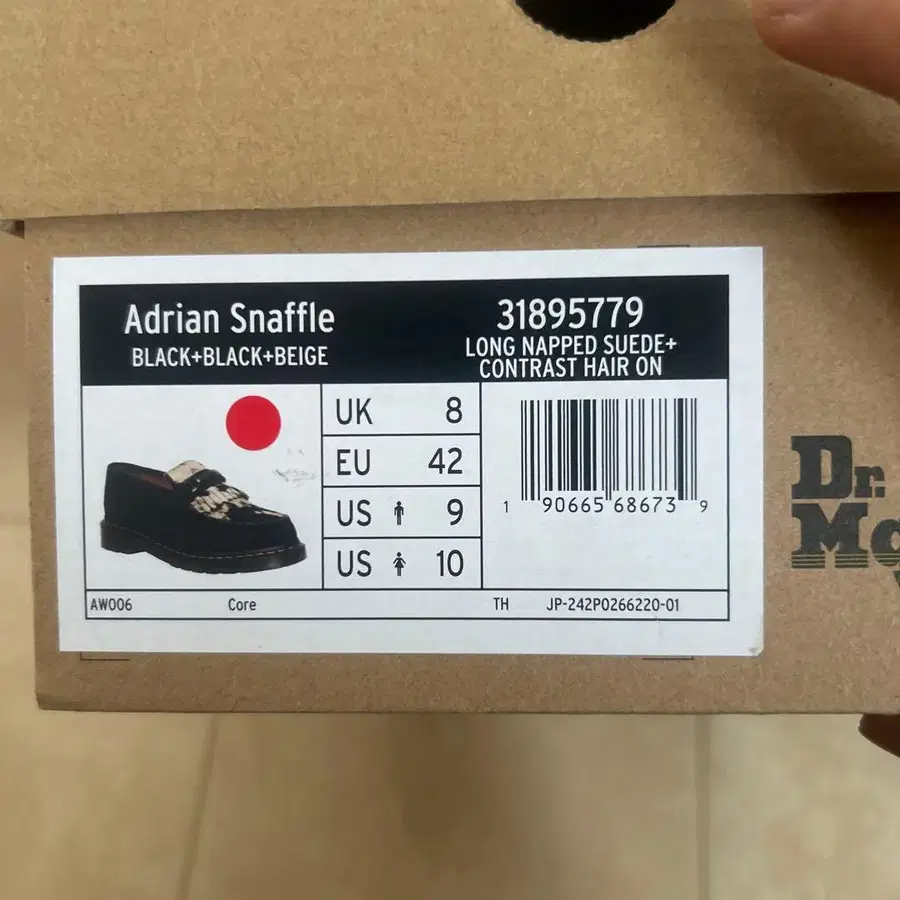 Adrian Snaffle
BLACK+BLACK+BEIGE
31895779
LONG NAPPED SUEDE+
CONTRAST HAIR ON
UK 8
EU 42
US 9
US 10
1 90665 68673 9
AW006 Core TH JP-242P0266220-01
Dr.